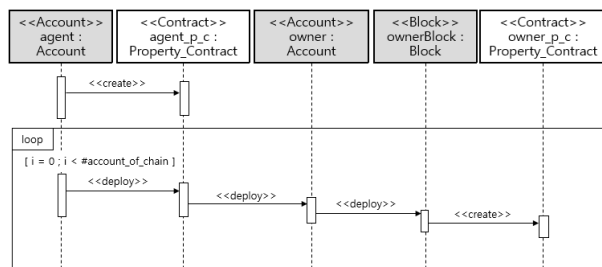 <<Account>>
agent :
Account
<<Contract>>
agent_p_c :
Property_Contract
<<Account>>
owner :
Account
<<Block>>
ownerBlock :
Block
<<Contract>>
owner_p_c :
Property_Contract
<<create>>
loop
[ i = 0 ; i < #account_of_chain ]
<<deploy>>
<<deploy>>
<<deploy>>
<<create>>